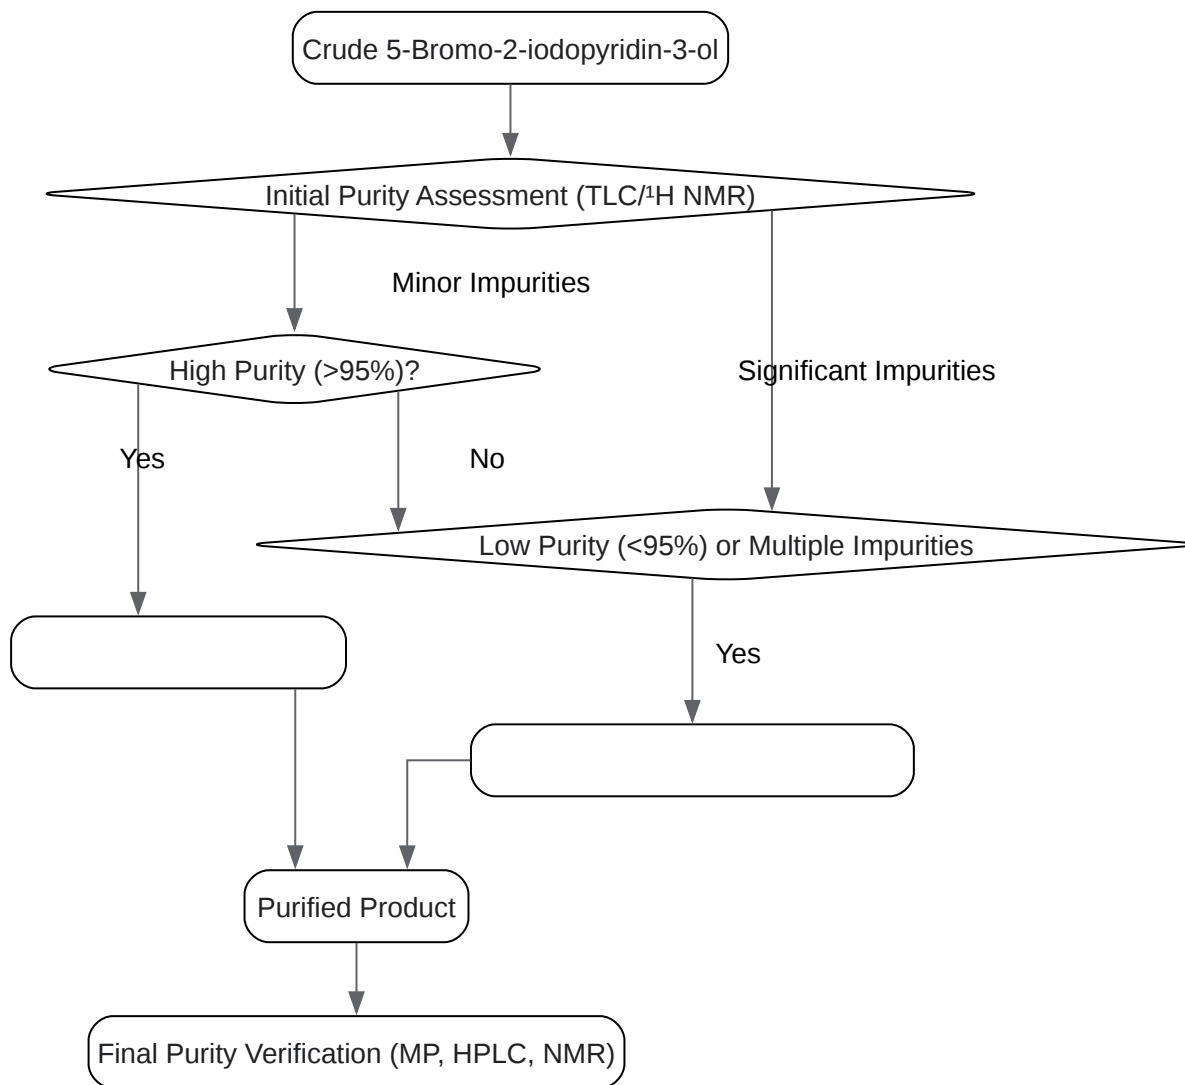 Crude 5-Bromo-2-iodopyridin-3-ol
Initial Purity Assessment (TLC/¹H NMR)
Minor Impurities
High Purity (>95%)?
Significant Impurities
Yes
No
Low Purity (<95%) or Multiple Impurities
Yes
Purified Product
Final Purity Verification (MP, HPLC, NMR)